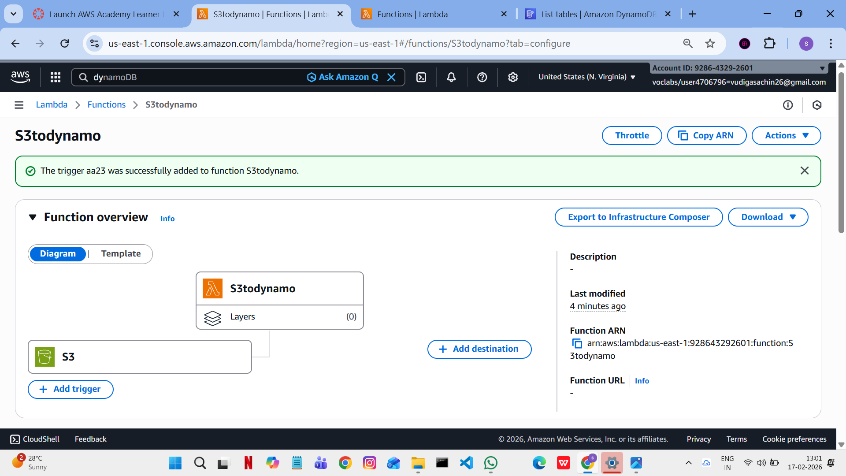 Launch AWS Academy Learner
S3todynamo | Functions | Lamb
Functions | Lambda
List tables | Amazon DynamoD
us-east-1.console.aws.amazon.com/lambda/home?region=us-east-1#/functions/S3todynamo?tab=configure
S
aws
dynamoDB
Ask Amazon Q
United States (N. Virginia)
Account ID: 9286-4329-2601
voclabs/user4706796=vudigasachin26@gmail.com
Lambda
Functions
S3todynamo
S3todynamo
Throttle
Copy ARN
Actions
The trigger aa23 was successfully added to function S3todynamo.
Function overview
Info
Export to Infrastructure Composer
Download
Diagram
Template
S3todynamo
Layers
(0)
S3
+ Add trigger
+ Add destination
Description
-
Last modified
4 minutes ago
Function ARN
arn:aws:lambda:us-east-1:928643292601:function:S
3todynamo
Function URL
Info
-
CloudShell
Feedback
© 2026, Amazon Web Services, Inc. or its affiliates.
Privacy
Terms
Cookie preferences
2
28°C
Sunny
ENG
IN
13:01
17-02-2026